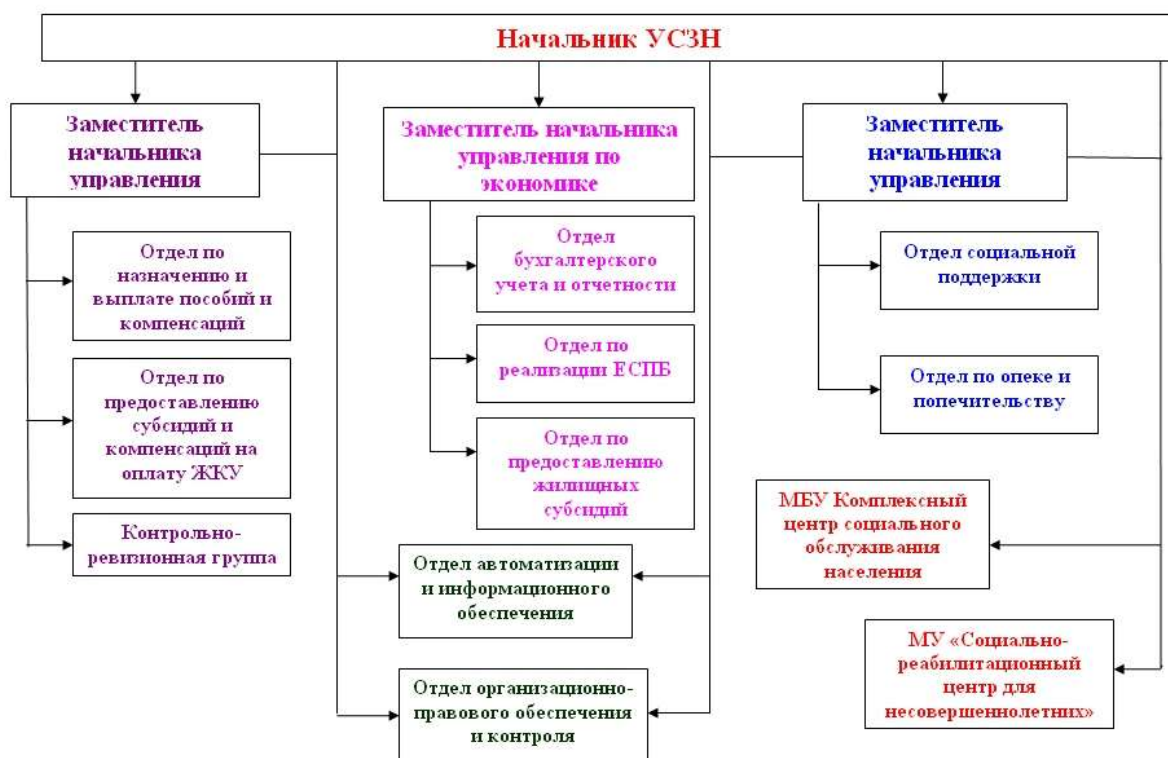 Начальник УСЗН
Заместитель
начальника
управления
Заместитель начальника
управления по
экономике
Заместитель
начальника
управления
Отдел по
назначению и
выплате пособий и
компенсаций
Отдел по
предоставлению
субсидий и
компенсаций на
оплату ЖКУ
Контрольно-
ревизионная группа
Отдел
бухгалтерского
учета и отчетности
Отдел по
реализации ЕСПБ
Отдел по
предоставлению
жилищных
субсидий
Отдел автоматизации
и информационного
обеспечения
Отдел организационно-
правового обеспечения
и контроля
Отдел социальной
поддержки
Отдел по опеке и
попечительству
МБУ Комплексный
центр социального
обслуживания
населения
МУ «Социально-
реабилитационный
центр для
несовершеннолетних»